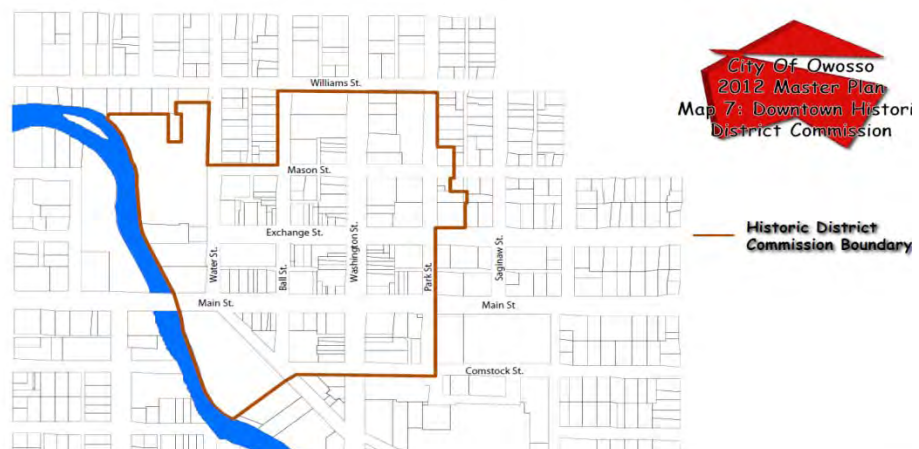 City Of Owosso
2012 Master Plan
Map 7: Downtown Histori
District Commission
Williams St.
Mason St.
Exchange St.
Water St.
Ball St.
Washington St.
Park St.
Saginaw St.
Main St.
Main St
Comstock St.
Historic District
Commission Boundary